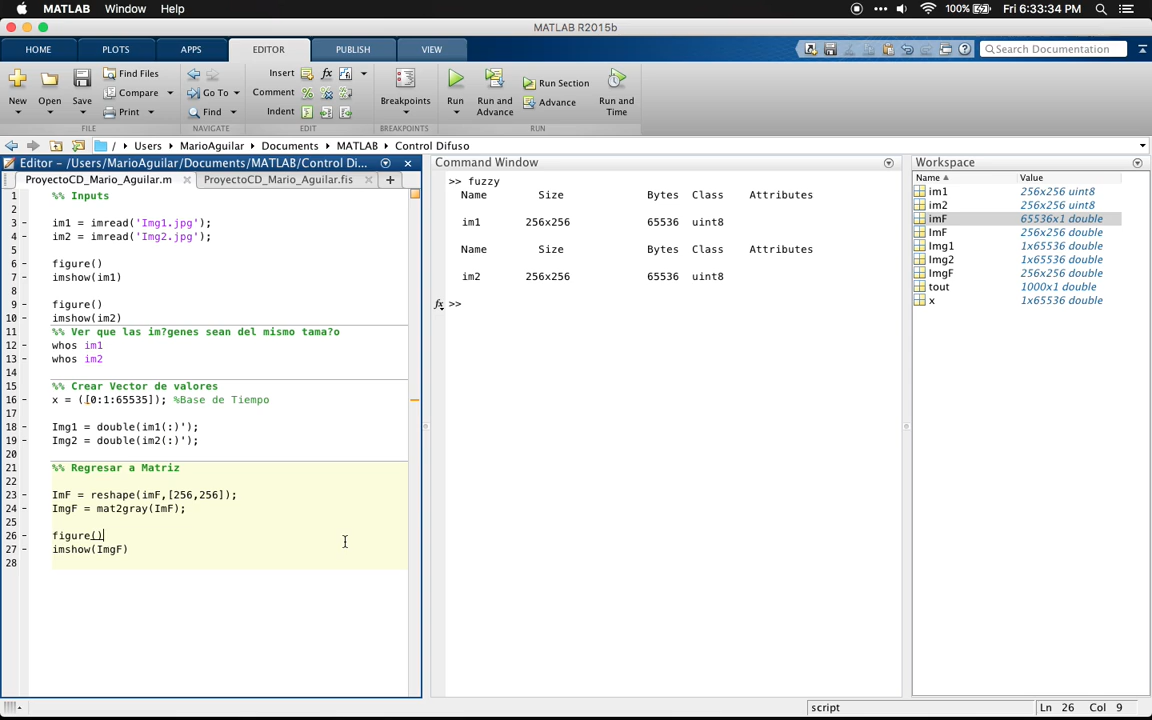 MATLAB Window Help 100% Fri 6:33:34 PM
MATLAB R2015b
HOME PLOTS APPS EDITOR PUBLISH VIEW Search Documentation
New Open Save Find Files Compare Print
Go To Find
Insert fx
Comment %
Indent
Breakpoints Run Run and Advance Run Section Advance Run and Time
FILE NAVIGATE EDIT BREAKPOINTS RUN
/ Users MarioAguilar Documents MATLAB Control Difuso
Editor - /Users/MarioAguilar/Documents/MATLAB/Control Di...
ProyectoCD_Mario_Aguilar.m ProyectoCD_Mario_Aguilar.fis
1 %% Inputs
2
3 - im1 = imread('Img1.jpg');
4 - im2 = imread('Img2.jpg');
5
6 - figure()
7 - imshow(im1)
8
9 - figure()
10 - imshow(im2)
11 %% Ver que las im?genes sean del mismo tama?o
12 - whos im1
13 - whos im2
14
15 %% Crear Vector de valores
16 - x = ([0:1:65535]); %Base de Tiempo
17
18 - Img1 = double(im1(:)');
19 - Img2 = double(im2(:)');
20
21 %% Regresar a Matriz
22
23 - ImF = reshape(imF,[256,256]);
24 - ImgF = mat2gray(ImF);
25
26 - figure()
27 - imshow(ImgF)
28
Command Window
>> fuzzy
Name Size Bytes Class Attributes
im1 256x256 65536 uint8
Name Size Bytes Class Attributes
im2 256x256 65536 uint8
fx >>
Workspace
Name Value
im1 256x256 uint8
im2 256x256 uint8
imF 65536x1 double
ImF 256x256 double
Img1 1x65536 double
Img2 1x65536 double
ImgF 256x256 double
tout 1000x1 double
x 1x65536 double
script Ln 26 Col 9